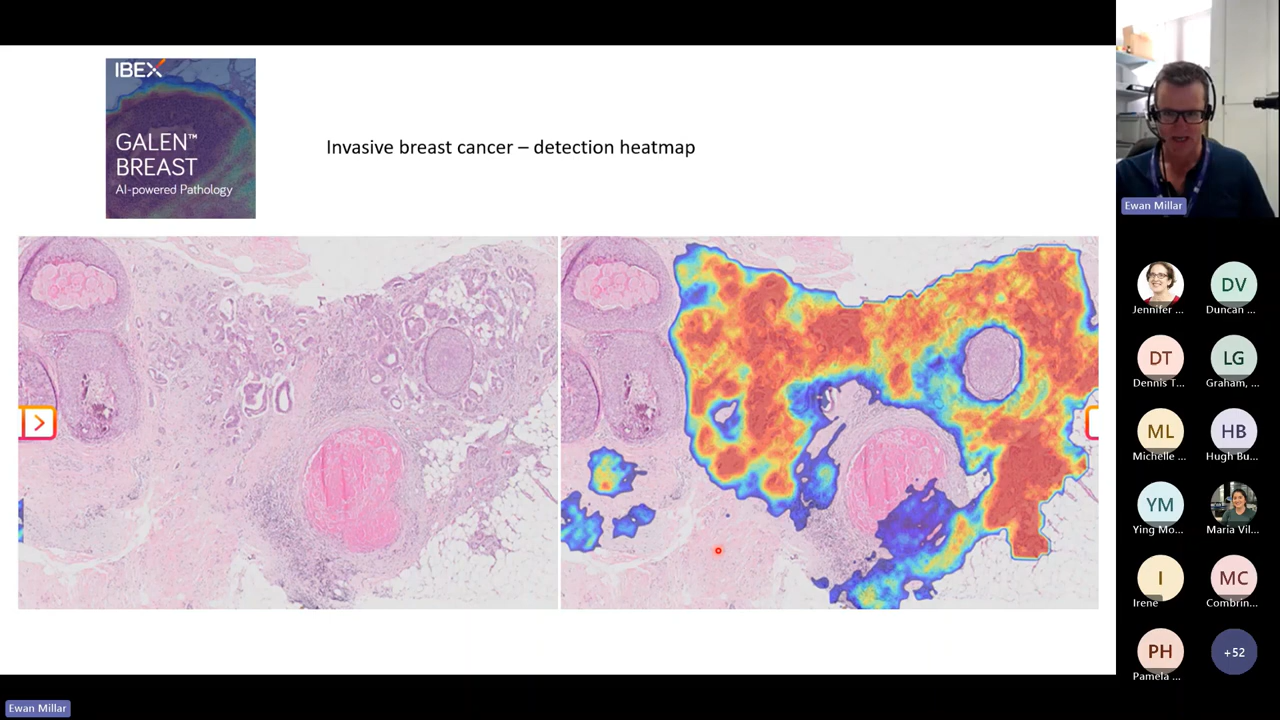 IBEX
GALEN™
BREAST
AI-powered Pathology
Invasive breast cancer – detection heatmap
Ewan Millar
Jennifer ...
DV
Duncan ...
DT
Dennis T...
LG
Graham, ...
ML
Michelle ...
HB
Hugh Bu...
YM
Ying Mo...
Maria Vil...
I
Irene
MC
Combrin...
PH
Pamela ...
+52
Ewan Millar